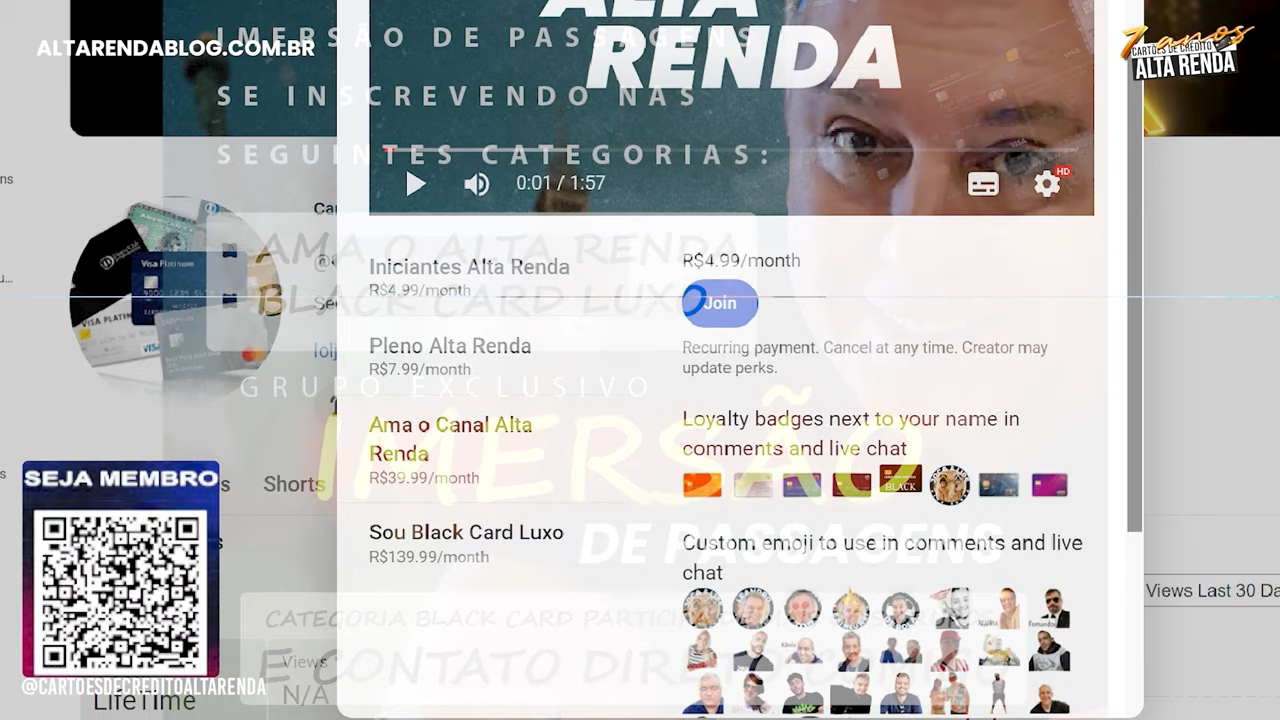 ALTARENDABLOG.COM.BR
IMERSÃO DE PASSAGENS
SE INSCREVENDO NAS
SEGUINTES CATEGORIAS:
ALTA
RENDA
7 anos
CARTÕES DE CRÉDITO
ALTA RENDA
0:01 / 1:57
HD
AMA O ALTA RENDA
BLACK CARD LUXO
Iniciantes Alta Renda
R$4.99/month
Pleno Alta Renda
R$7.99/month
Ama o Canal Alta
Renda
R$39.99/month
Sou Black Card Luxo
R$139.99/month
R$4.99/month
Join
Recurring payment. Cancel at any time. Creator may
update perks.
Loyalty badges next to your name in
comments and live chat
BLACK
Custom emoji to use in comments and live
chat
GRUPO EXCLUSIVO
IMERSÃO
DE PASSAGENS
CATEGORIA BLACK CARD
E CONTATO
Visa Platinum
VISA
Shorts
SEJA MEMBRO
@CARTOESDECREDITOALTARENDA
Views
N/A
LifeTime
Views Last 30 Da